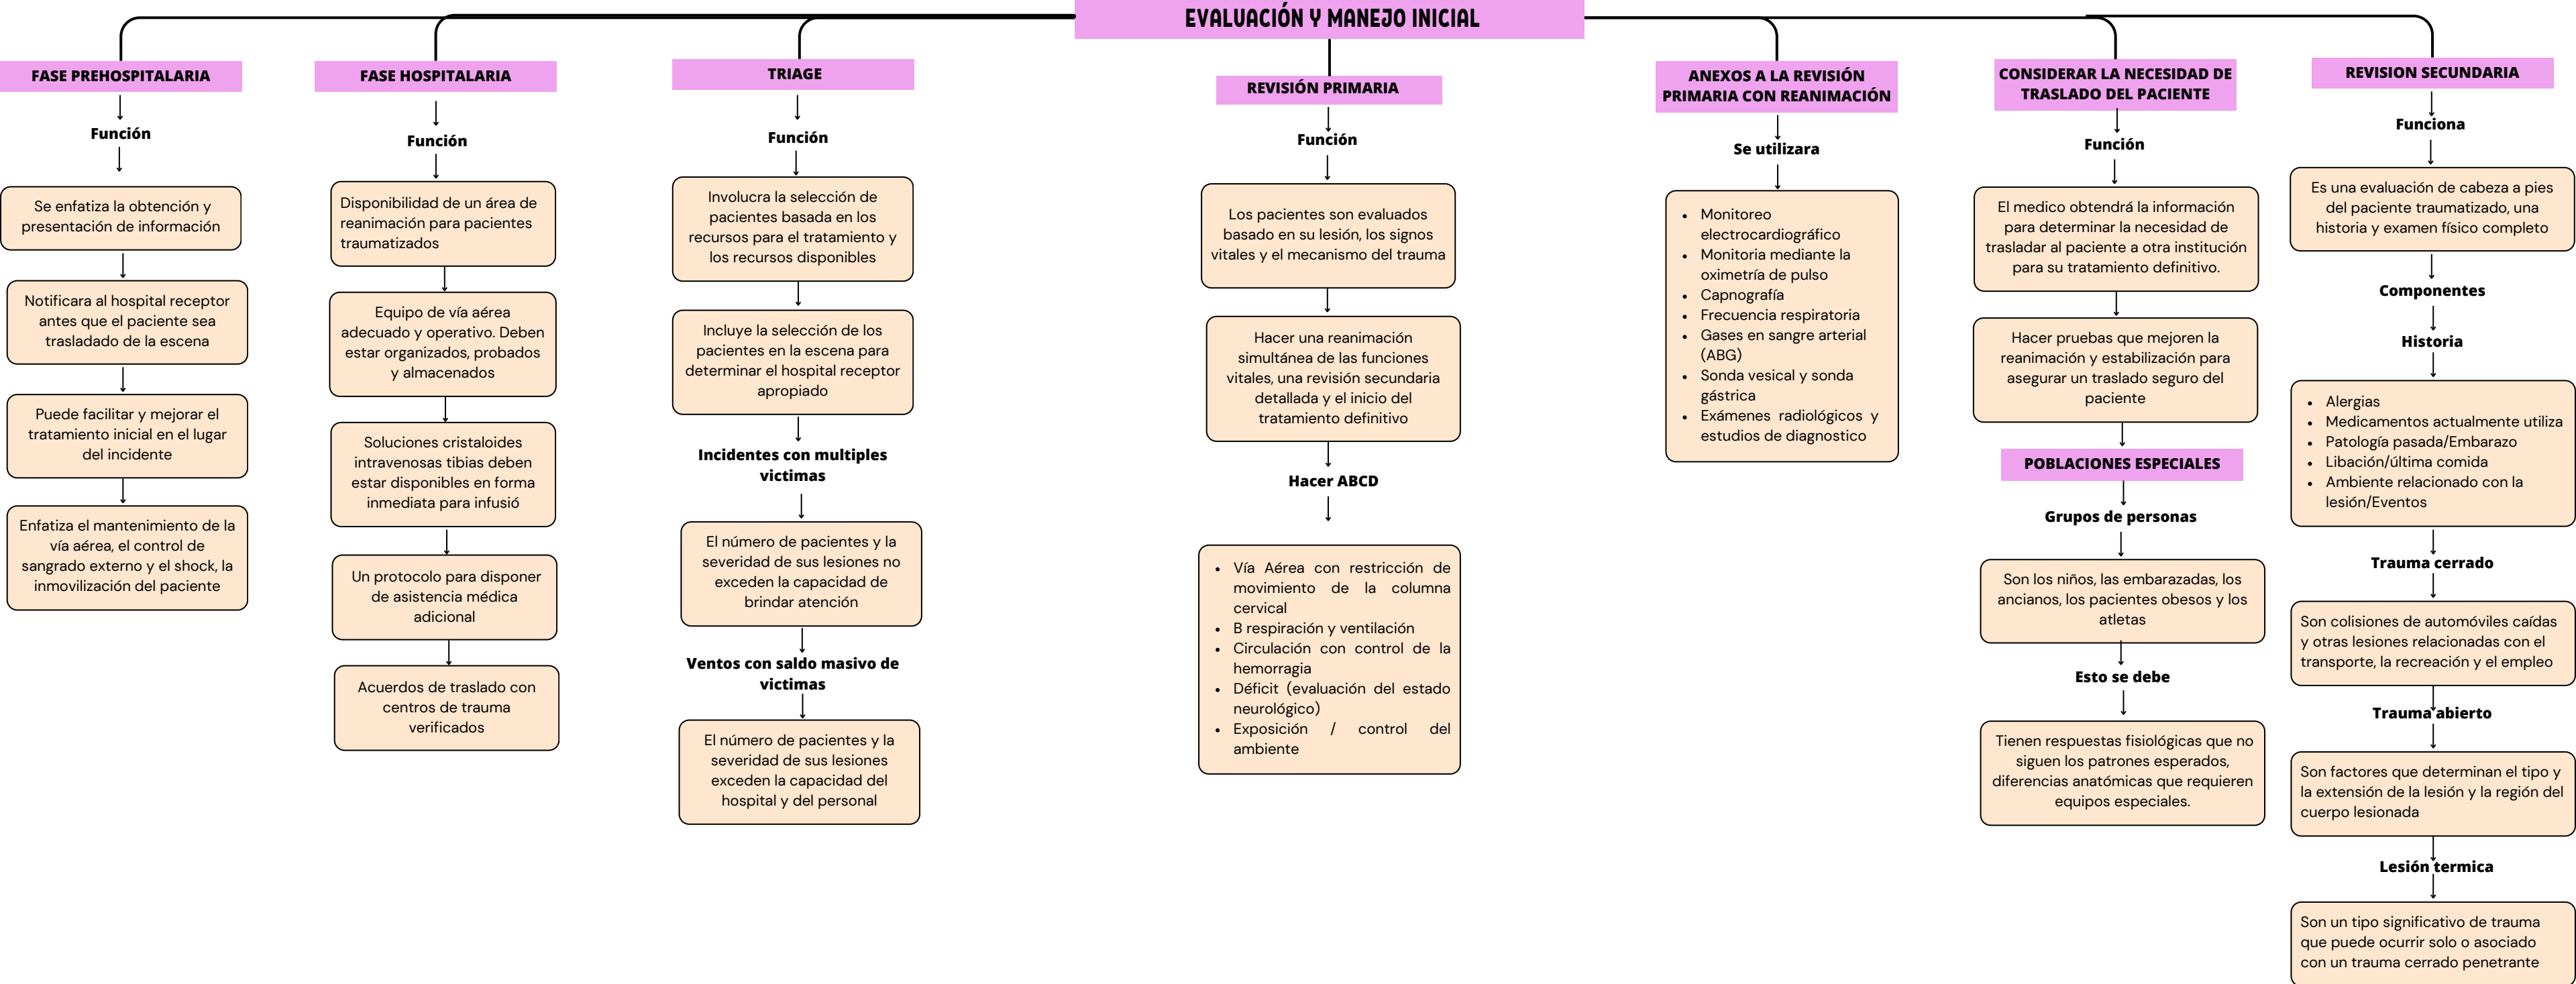 EVALUACIÓN Y MANEJO INICIAL
FASE PREHOSPITALARIA
Función
Se enfatiza la obtención y
presentación de información
Notificara al hospital receptor
antes que el paciente sea
trasladado de la escena
Puede facilitar y mejorar el
tratamiento inicial en el lugar
del incidente
Enfatiza el mantenimiento de la
vía aérea, el control de
sangrado externo y el shock, la
inmovilización del paciente
FASE HOSPITALARIA
Función
Disponibilidad de un área de
reanimación para pacientes
traumatizados
Equipo de vía aérea
adecuado y operativo. Deben
estar organizados, probados
y almacenados
Soluciones cristaloides
intravenosas tibias deben
estar disponibles en forma
inmediata para infusió
Un protocolo para disponer
de asistencia médica
adicional
Acuerdos de traslado con
centros de trauma
verificados
TRIAGE
Función
Involucra la selección de
pacientes basada en los
recursos para el tratamiento y
los recursos disponibles
Incluye la selección de los
pacientes en la escena para
determinar el hospital receptor
apropiado
Incidentes con multiples
victimas
El número de pacientes y la
severidad de sus lesiones no
exceden la capacidad de
brindar atención
Ventos con saldo masivo de
victimas
El número de pacientes y la
severidad de sus lesiones
exceden la capacidad del
hospital y del personal
REVISIÓN PRIMARIA
Función
Los pacientes son evaluados
basado en su lesión, los signos
vitales y el mecanismo del trauma
Hacer una reanimación
simultánea de las funciones
vitales, una revisión secundaria
detallada y el inicio del
tratamiento definitivo
Hacer ABCD
• Vía Aérea con restricción de
movimiento de la columna
cervical
• B respiración y ventilación
• Circulación con control de la
hemorragia
• Déficit (evaluación del estado
neurológico)
• Exposición / control del
ambiente
ANEXOS A LA REVISIÓN
PRIMARIA CON REANIMACIÓN
Se utilizara
• Monitoreo
electrocardiográfico
• Monitoria mediante la
oximetría de pulso
• Capnografía
• Frecuencia respiratoria
• Gases en sangre arterial
(ABG)
• Sonda vesical y sonda
gástrica
• Exámenes radiológicos y
estudios de diagnostico
CONSIDERAR LA NECESIDAD DE
TRASLADO DEL PACIENTE
Función
El medico obtendrá la información
para determinar la necesidad de
trasladar al paciente a otra institución
para su tratamiento definitivo.
Hacer pruebas que mejoren la
reanimación y estabilización para
asegurar un traslado seguro del
paciente
POBLACIONES ESPECIALES
Grupos de personas
Son los niños, las embarazadas, los
ancianos, los pacientes obesos y los
atletas
Esto se debe
Tienen respuestas fisiológicas que no
siguen los patrones esperados,
diferencias anatómicas que requieren
equipos especiales.
REVISION SECUNDARIA
Funciona
Es una evaluación de cabeza a pies
del paciente traumatizado, una
historia y examen físico completo
Componentes
Historia
• Alergias
• Medicamentos actualmente utiliza
• Patología pasada/Embarazo
• Libación/última comida
• Ambiente relacionado con la
lesión/Eventos
Trauma cerrado
Son colisiones de automóviles caídas
y otras lesiones relacionadas con el
transporte, la recreación y el empleo
Trauma abierto
Son factores que determinan el tipo y
la extensión de la lesión y la región del
cuerpo lesionada
Lesión termica
Son un tipo significativo de trauma
que puede ocurrir solo o asociado
con un trauma cerrado penetrante